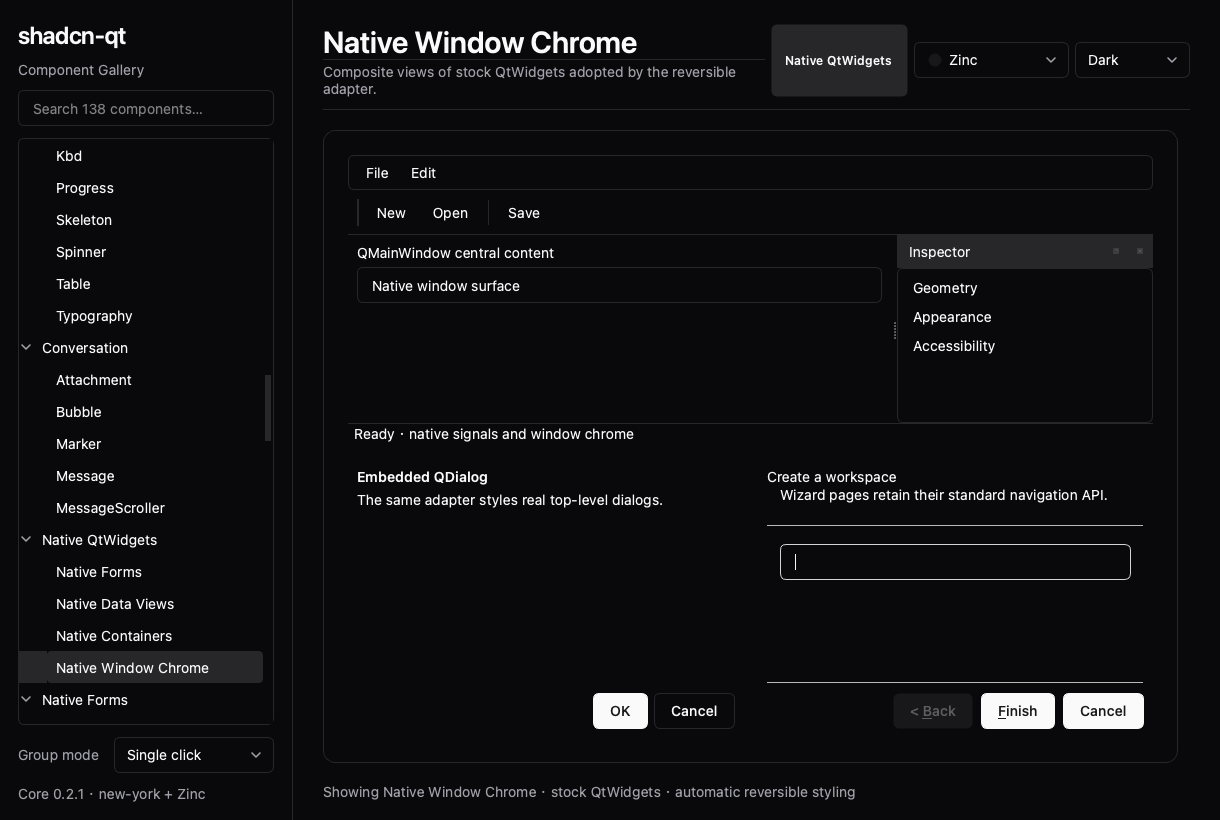 shadcn-qt
Component Gallery
Search 138 components...
Kbd
Progress
Skeleton
Spinner
Table
Typography
Conversation
Attachment
Bubble
Marker
Message
MessageScroller
Native QtWidgets
Native Forms
Native Data Views
Native Containers
Native Window Chrome
Native Forms
Group mode
Single click
Core 0.2.1 · new-york + Zinc
Native Window Chrome
Composite views of stock QtWidgets adopted by the reversible
adapter.
Native QtWidgets
Zinc
Dark
File Edit
New Open Save
QMainWindow central content
Native window surface
Inspector
Geometry
Appearance
Accessibility
Ready · native signals and window chrome
Embedded QDialog
The same adapter styles real top-level dialogs.
OK Cancel
Create a workspace
Wizard pages retain their standard navigation API.
< Back Finish Cancel
Showing Native Window Chrome · stock QtWidgets · automatic reversible styling